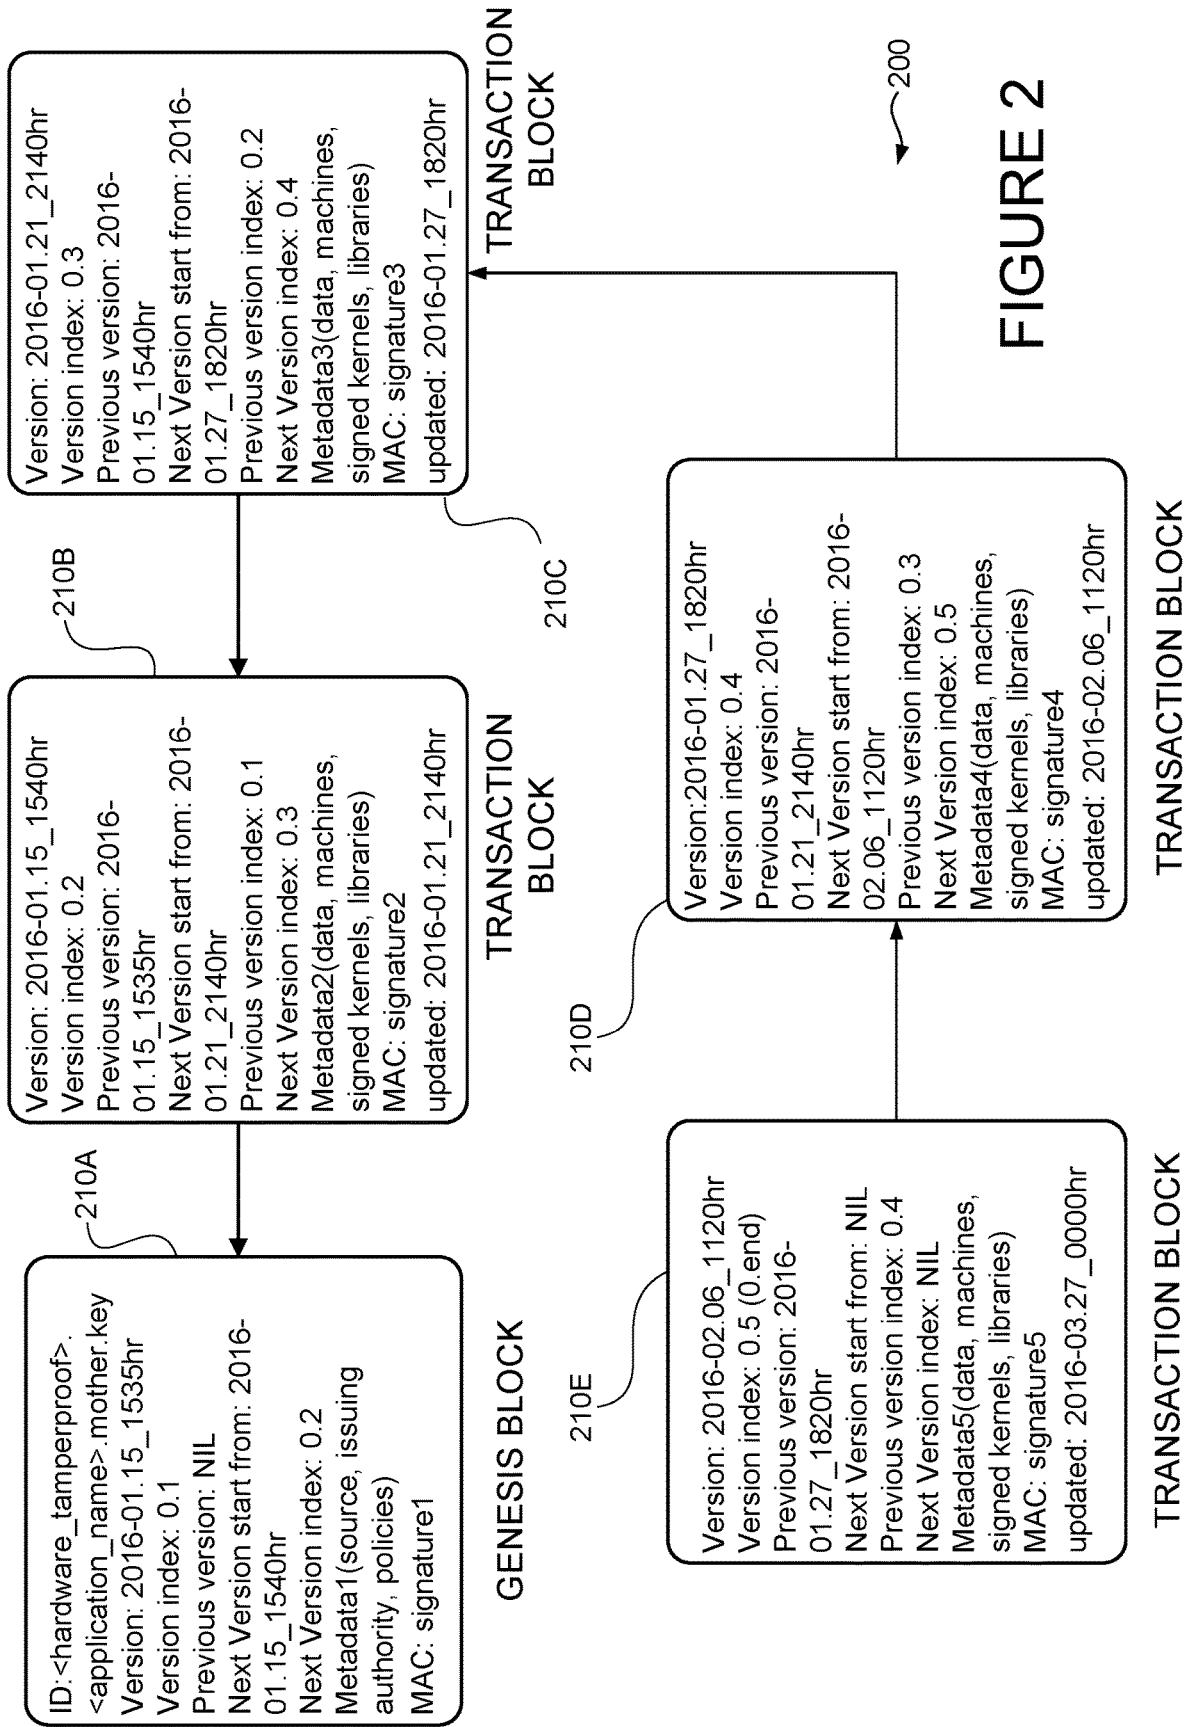 210A
ID:<hardware_tamperproof>.
<application_name>.mother.key
Version: 2016-01.15_1535hr
Version index: 0.1
Previous version: NIL
Next Version start from: 2016-
01.15_1540hr
Next Version index: 0.2
Metadata1(source, issuing
authority, policies)
MAC: signature1
GENESIS BLOCK
210B
Version: 2016-01.15_1540hr
Version index: 0.2
Previous version: 2016-
01.15_1535hr
Next Version start from: 2016-
01.21_2140hr
Previous version index: 0.1
Next Version index: 0.3
Metadata2(data, machines,
signed kernels, libraries)
MAC: signature2
updated: 2016-01.21_2140hr
TRANSACTION
BLOCK
Version: 2016-01.21_2140hr
Version index: 0.3
Previous version: 2016-
01.15_1540hr
Next Version start from: 2016-
01.27_1820hr
Previous version index: 0.2
Next Version index: 0.4
Metadata3(data, machines,
signed kernels, libraries)
MAC: signature3
updated: 2016-01.27_1820hr
210C
TRANSACTION
BLOCK
210E
Version: 2016-02.06_1120hr
Version index: 0.5 (0.end)
Previous version: 2016-
01.27_1820hr
Next Version start from: NIL
Previous version index: 0.4
Next Version index: NIL
Metadata5(data, machines,
signed kernels, libraries)
MAC: signature5
updated: 2016-03.27_0000hr
TRANSACTION BLOCK
210D
Version:2016-01.27_1820hr
Version index: 0.4
Previous version: 2016-
01.21_2140hr
Next Version start from: 2016-
02.06_1120hr
Previous version index: 0.3
Next Version index: 0.5
Metadata4(data, machines,
signed kernels, libraries)
MAC: signature4
updated: 2016-02.06_1120hr
TRANSACTION BLOCK
200
FIGURE 2